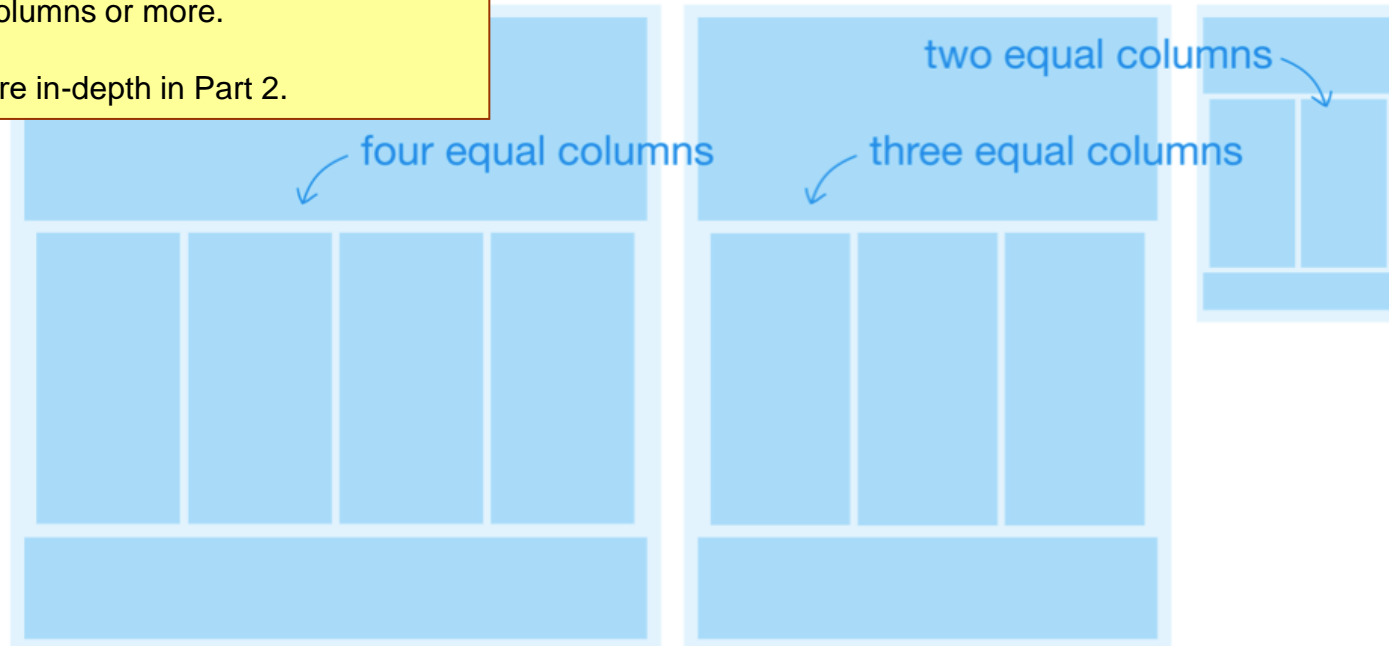 olumns or more.
re in-depth in Part 2.
two equal columns
four equal columns
three equal columns